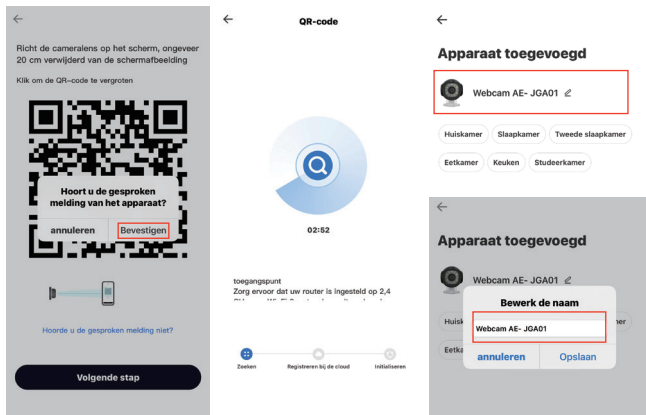 Richt de cameralens op het scherm, ongeveer
20 cm verwijderd van de schermafbeelding
Klik om de QR-code te vergroten
Hoort u de gesproken
melding van het apparaat?
annuleren Bevestigen
Hoorde u de gesproken melding niet?
Volgende stap
QR-code
02:52
toegangspunt
Zorg ervoor dat uw router is ingesteld op 2,4
Zoeken Registreren bij de cloud Initialiseren
Apparaat toegevoegd
Webcam AE- JGA01
Huiskamer Slaapkamer Tweede slaapkamer
Eetkamer Keuken Studeerkamer
Apparaat toegevoegd
Webcam AE- JGA01
Bewerk de naam
Huisk er
Webcam AE- JGA01
Eetka
annuleren Opslaan